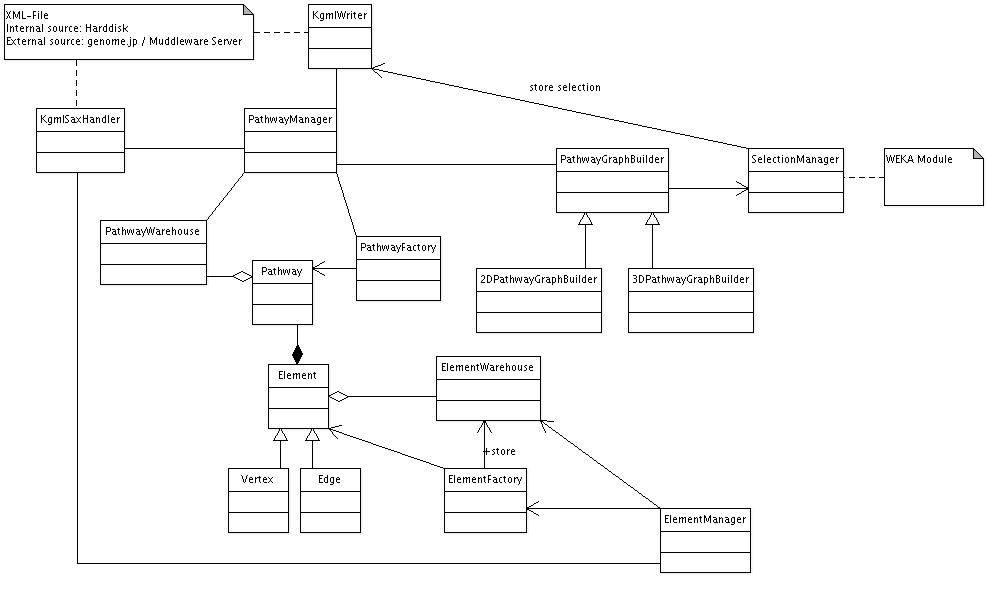 XML-File
Internal source: Harddisk
External source: genome.jp / Muddleware Server
KgmlWriter
store selection
KgmlSaxHandler
PathwayManager
PathwayGraphBuilder
SelectionManager
WEKA Module
PathwayWarehouse
PathwayFactory
Pathway
2DPathwayGraphBuilder
3DPathwayGraphBuilder
Element
ElementWarehouse
+store
Vertex
Edge
ElementFactory
ElementManager